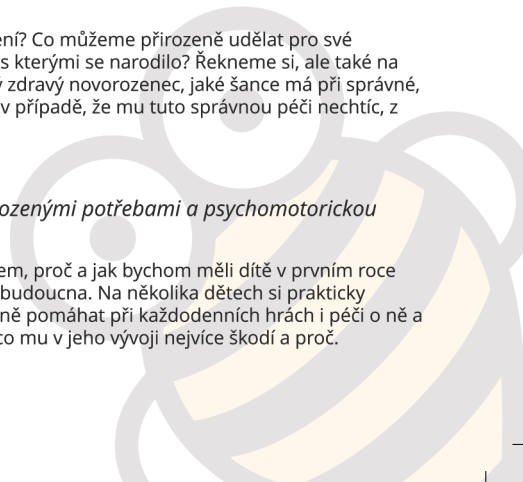 ení? Co můžeme přirozeně udělat pro své
s kterými se narodilo? Řekneme si, ale také na
ý zdravý novorozenec, jaké šance má při správné,
v případě, že mu tuto správnou péči nechtíc, z
ozenými potřebami a psychomotorickou
em, proč a jak bychom měli dítě v prvním roce
budoucna. Na několika dětech si prakticky
ně pomáhat při každodenních hrách i péči o ně a
co mu v jeho vývoji nejvíce škodí a proč.